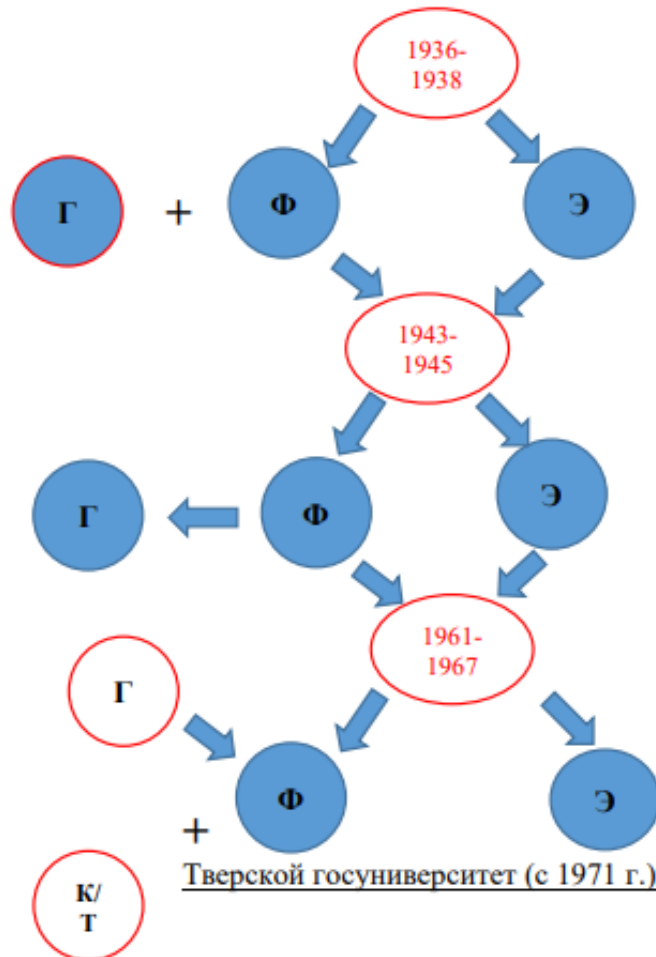 1936-
1938
Г
+
Ф
Э
1943-
1945
Г
Ф
Э
1961-
1967
Г
Ф
Э
+
Тверской госуниверситет (с 1971 г.)
К/
Т